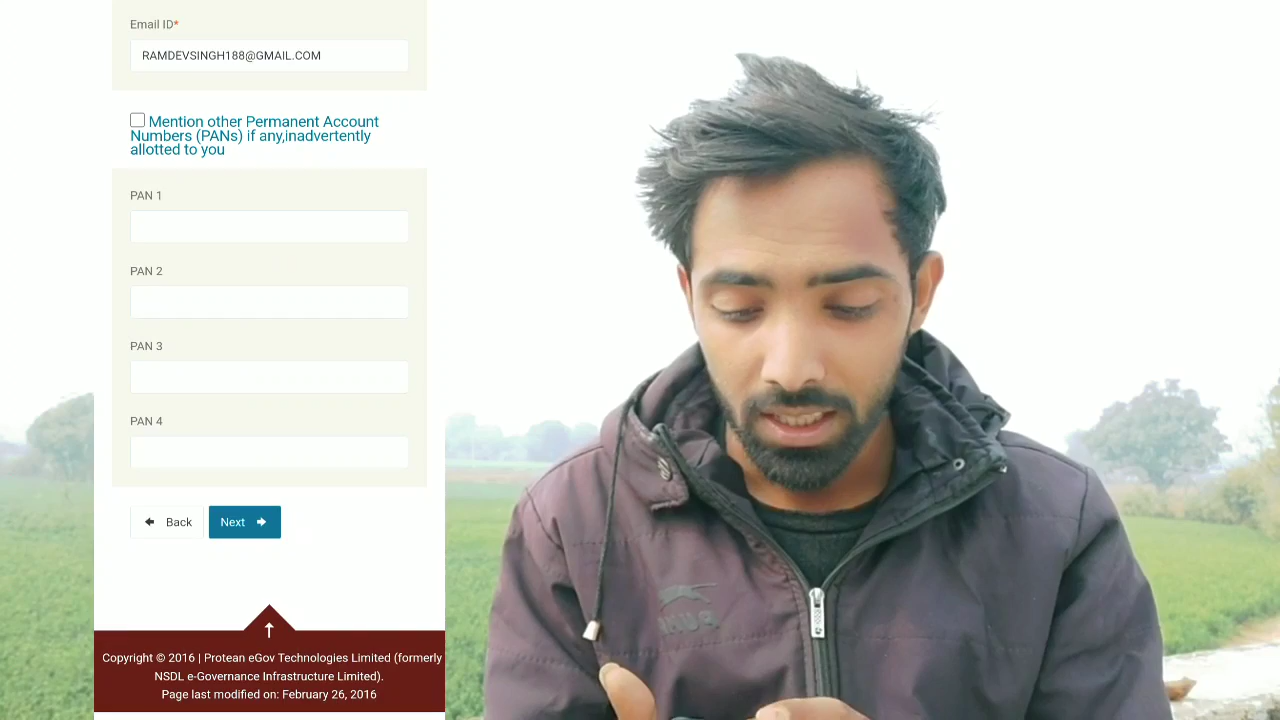 Email ID*
RAMDEVSINGH188@GMAIL.COM
Mention other Permanent Account
Numbers (PANs) if any,inadvertently
allotted to you
PAN 1
PAN 2
PAN 3
PAN 4
Back
Next
Copyright © 2016 | Protean eGov Technologies Limited (formerly
NSDL e-Governance Infrastructure Limited).
Page last modified on: February 26, 2016